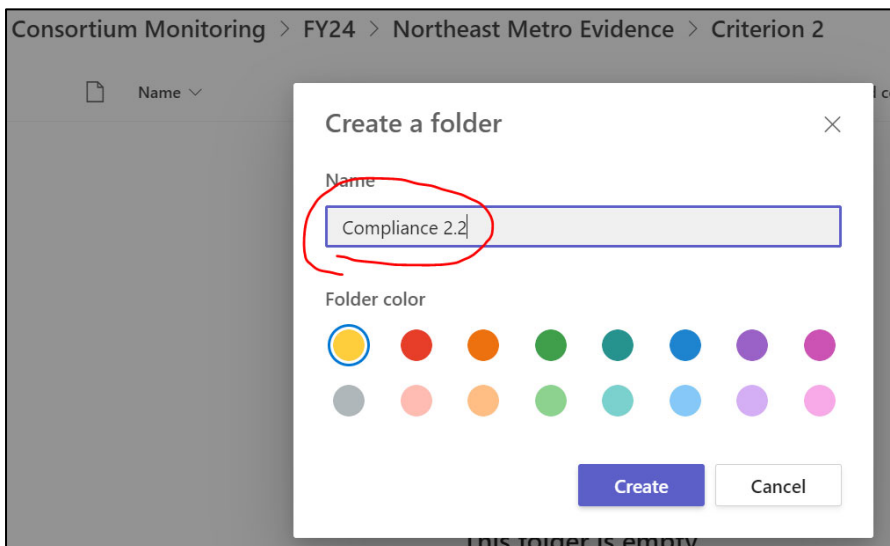 Consortium Monitoring > FY24 > Northeast Metro Evidence > Criterion 2
Name
Create a folder
Name
Compliance 2.2
Folder color
Create Cancel
This folder is empty